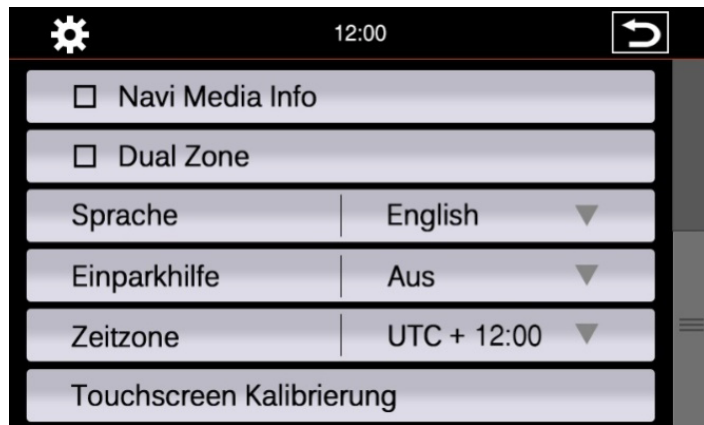 12:00
Navi Media Info
Dual Zone
Sprache English
Einparkhilfe Aus
Zeitzone UTC + 12:00
Touchscreen Kalibrierung